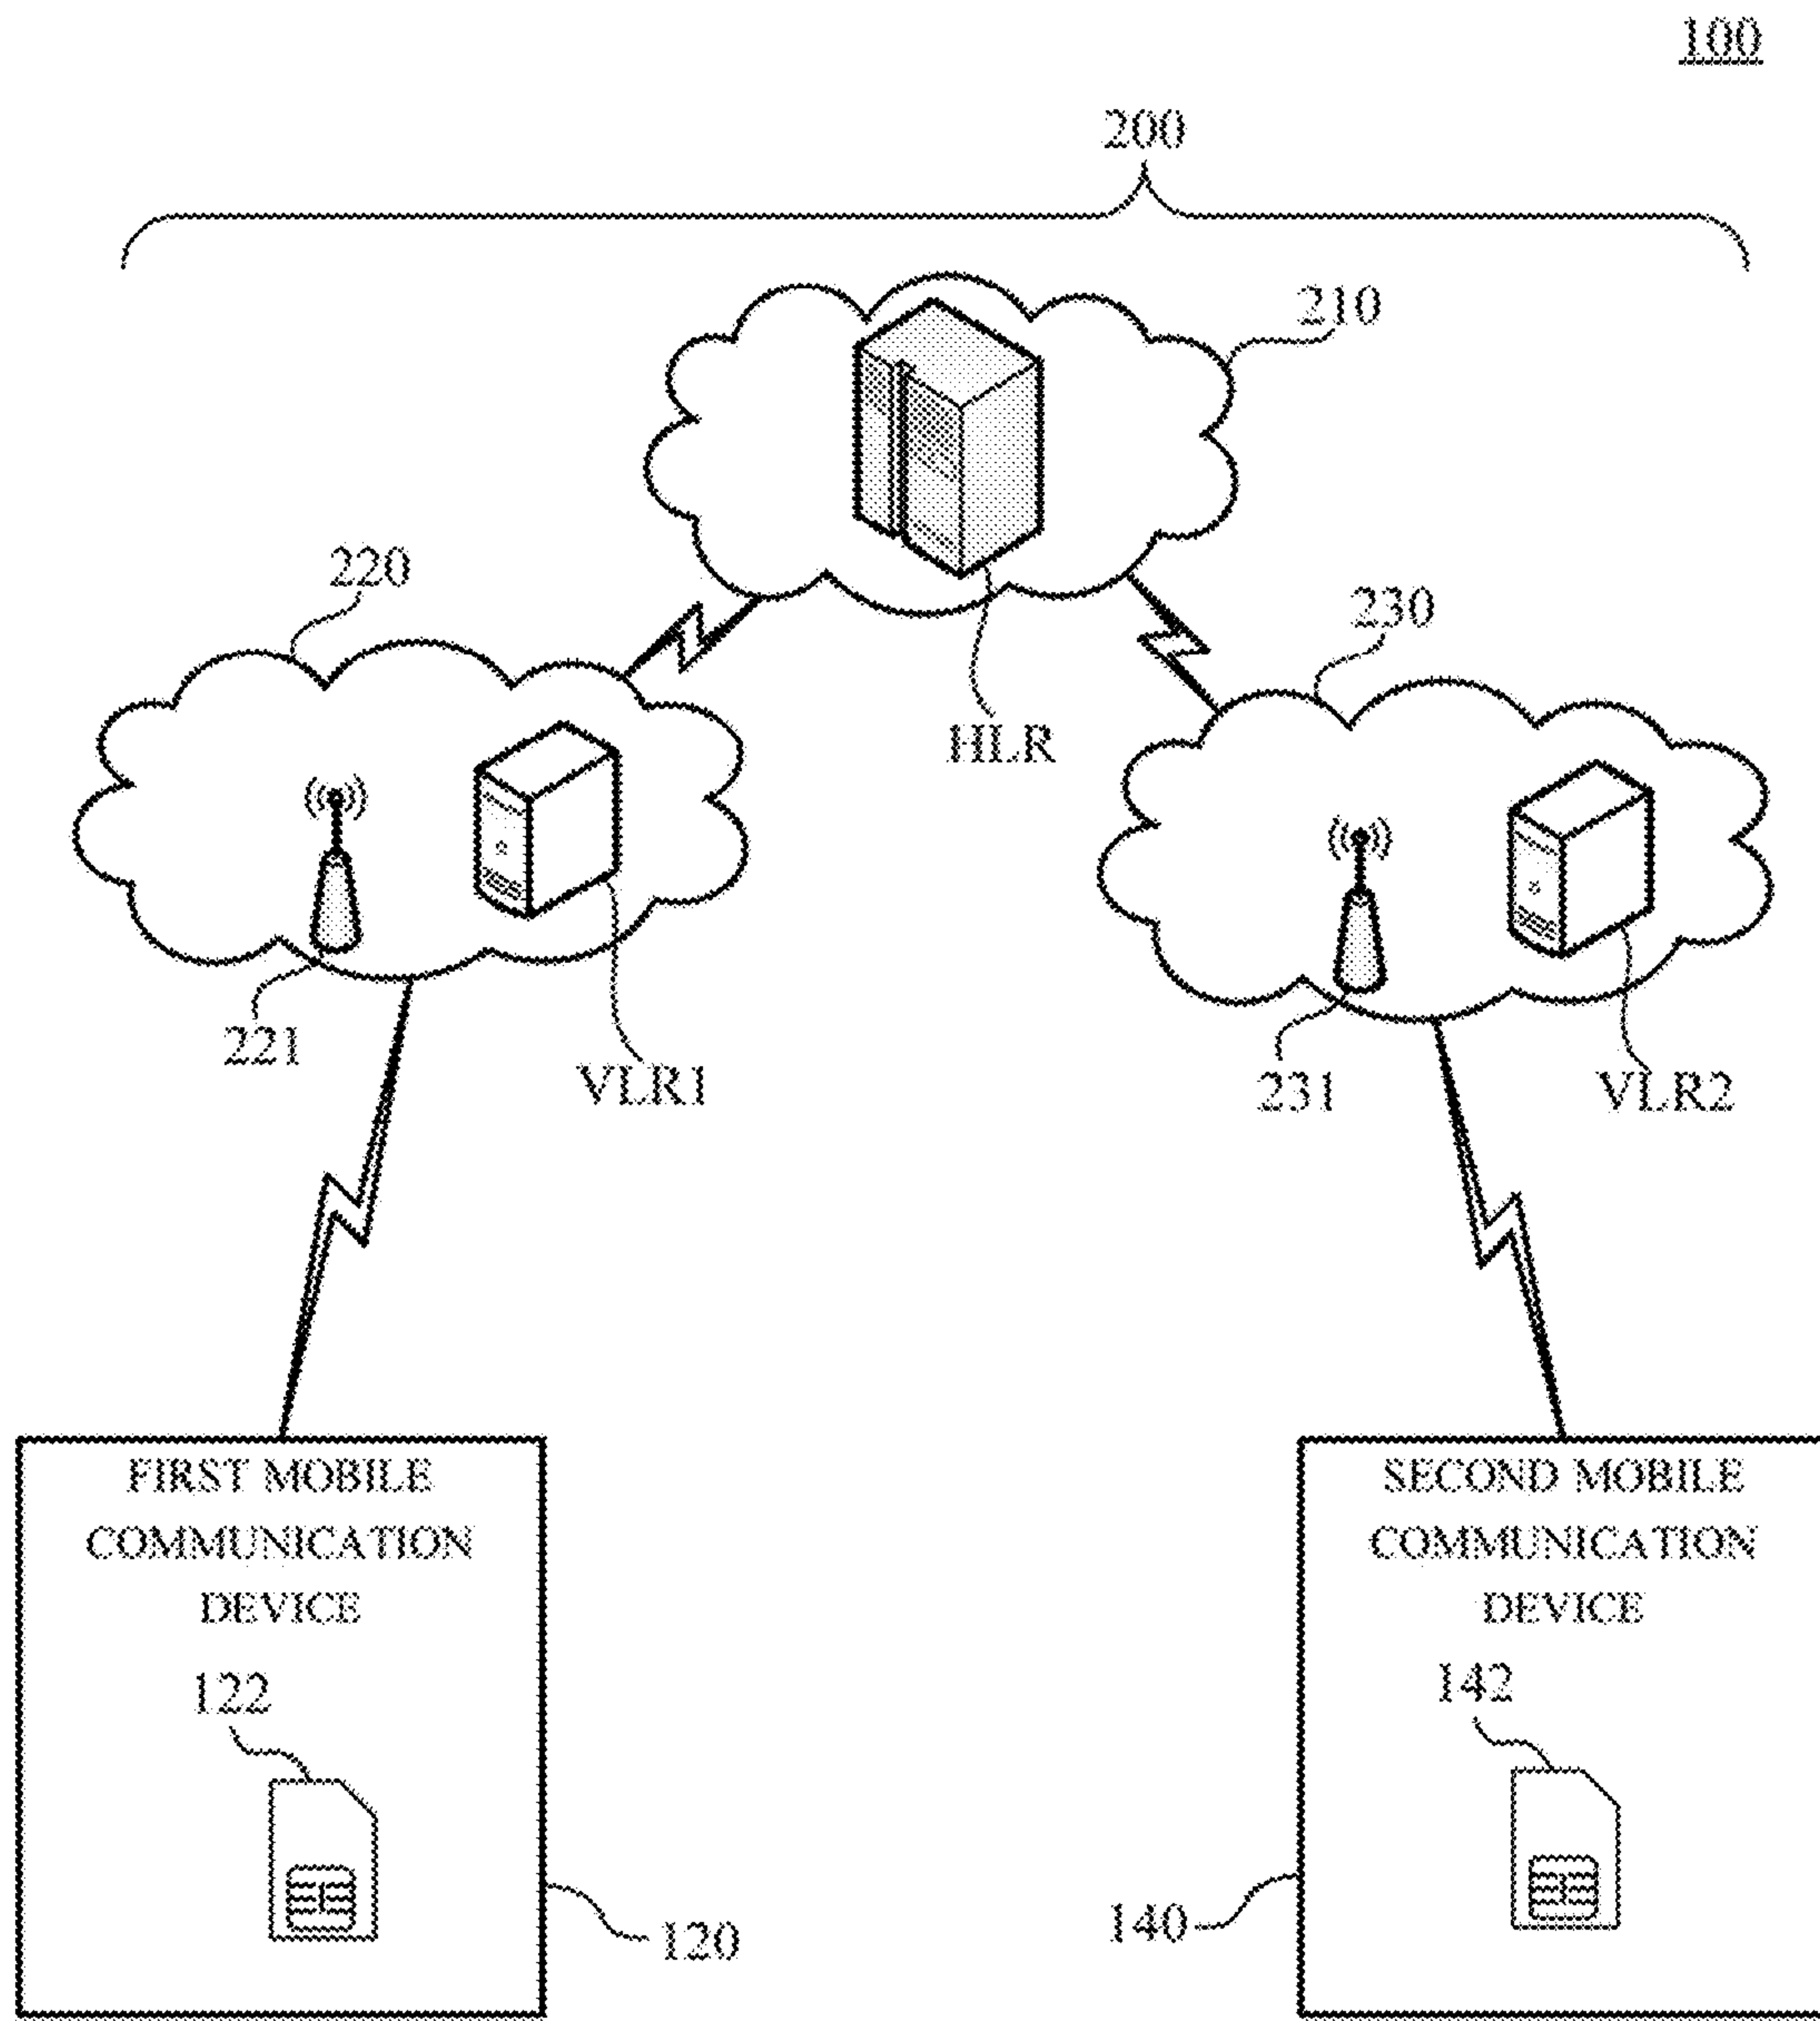 100
200
210
220
230
HLR
221
VLR1
231
VLR2
FIRST MOBILE
COMMUNICATION
DEVICE
122
120
SECOND MOBILE
COMMUNICATION
DEVICE
142
140